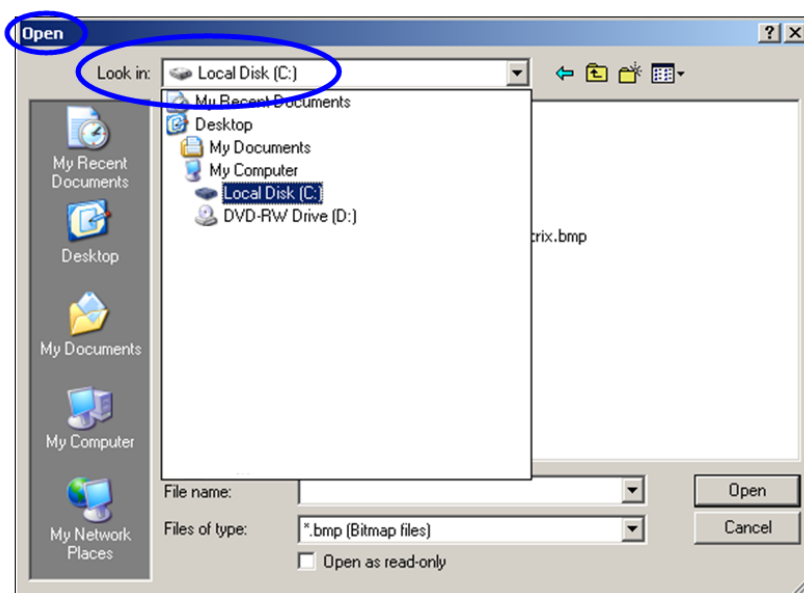 Open
Look in: Local Disk (C:)
My Recent Documents
Desktop
My Documents
My Computer
Local Disk (C:)
DVD-RW Drive (D:)
trix.bmp
My Recent
Documents
Desktop
My Documents
My Computer
My Network
Places
File name:
Open
Files of type: *.bmp (Bitmap files)
Cancel
Open as read-only